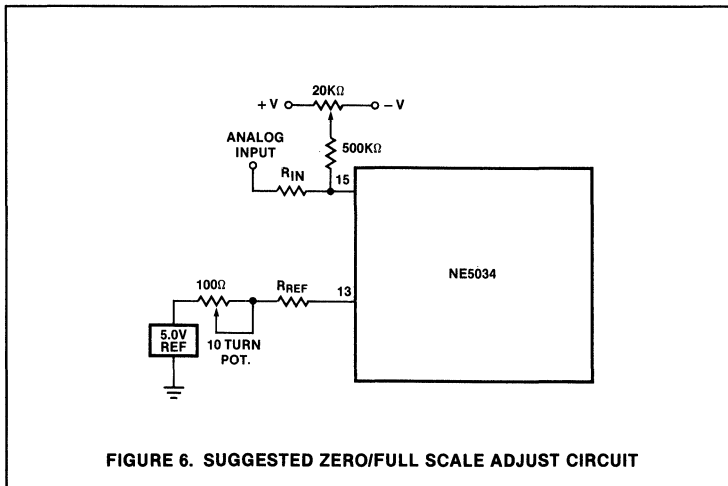 20KΩ
+V
−V
ANALOG
INPUT
500KΩ
RIN
15
NE5034
100Ω
RREF
13
5.0V
REF
10 TURN
POT.
FIGURE 6. SUGGESTED ZERO/FULL SCALE ADJUST CIRCUIT